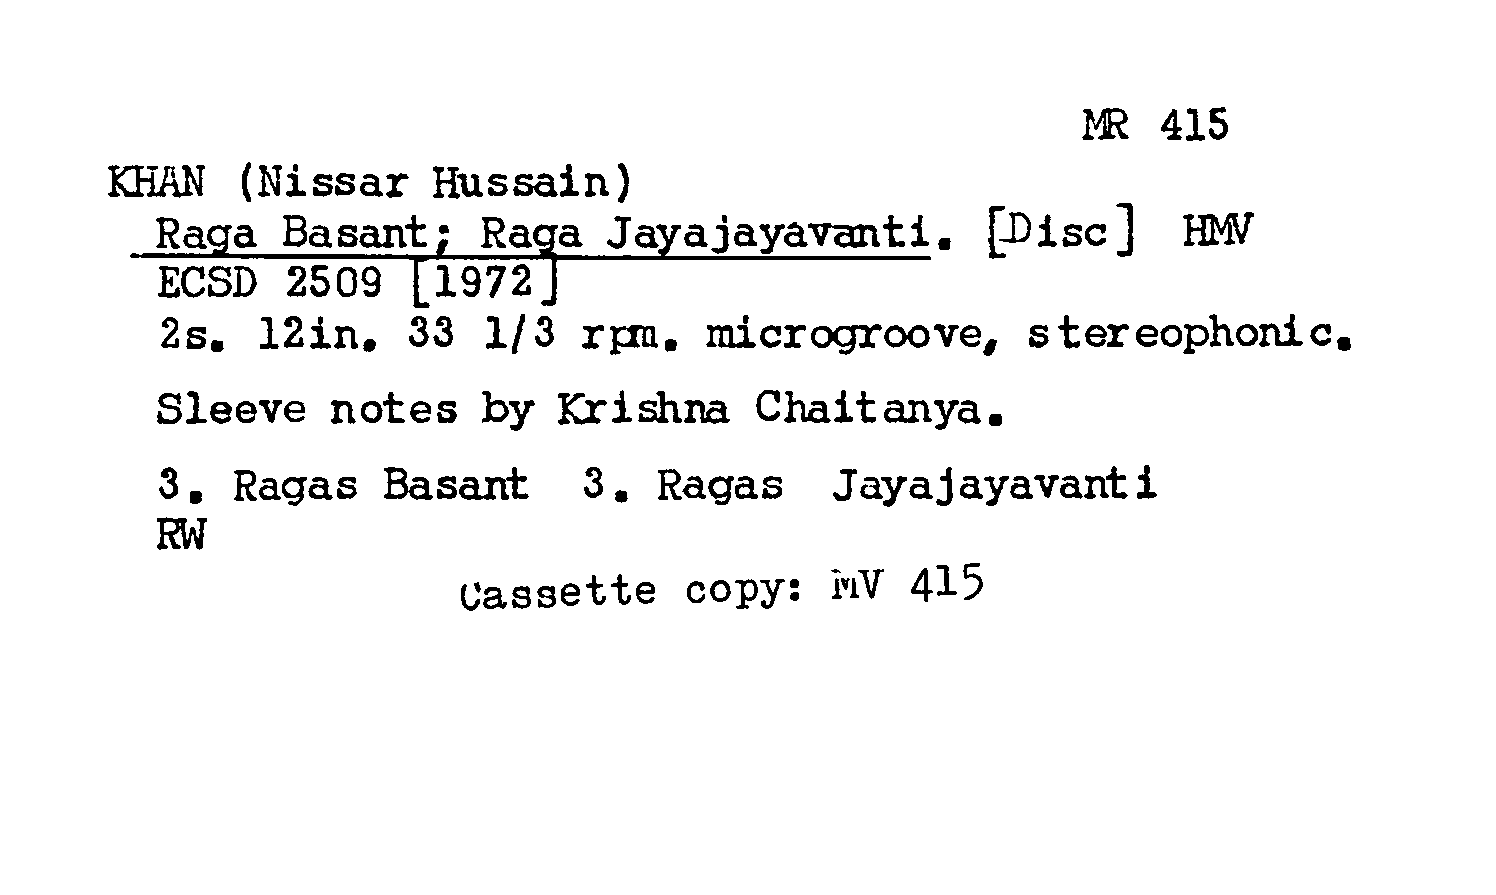 MR 415
KHAN (Nissar Hussain)
Raga Basant; Raga Jayajayavanti. [Disc] HMV
ECSD 2509 [1972]
2s. 12in. 33 1/3 rpm. microgroove, stereophonic.
Sleeve notes by Krishna Chaitanya.
3. Ragas Basant 3. Ragas Jayajayavanti
RW
Cassette copy: MV 415